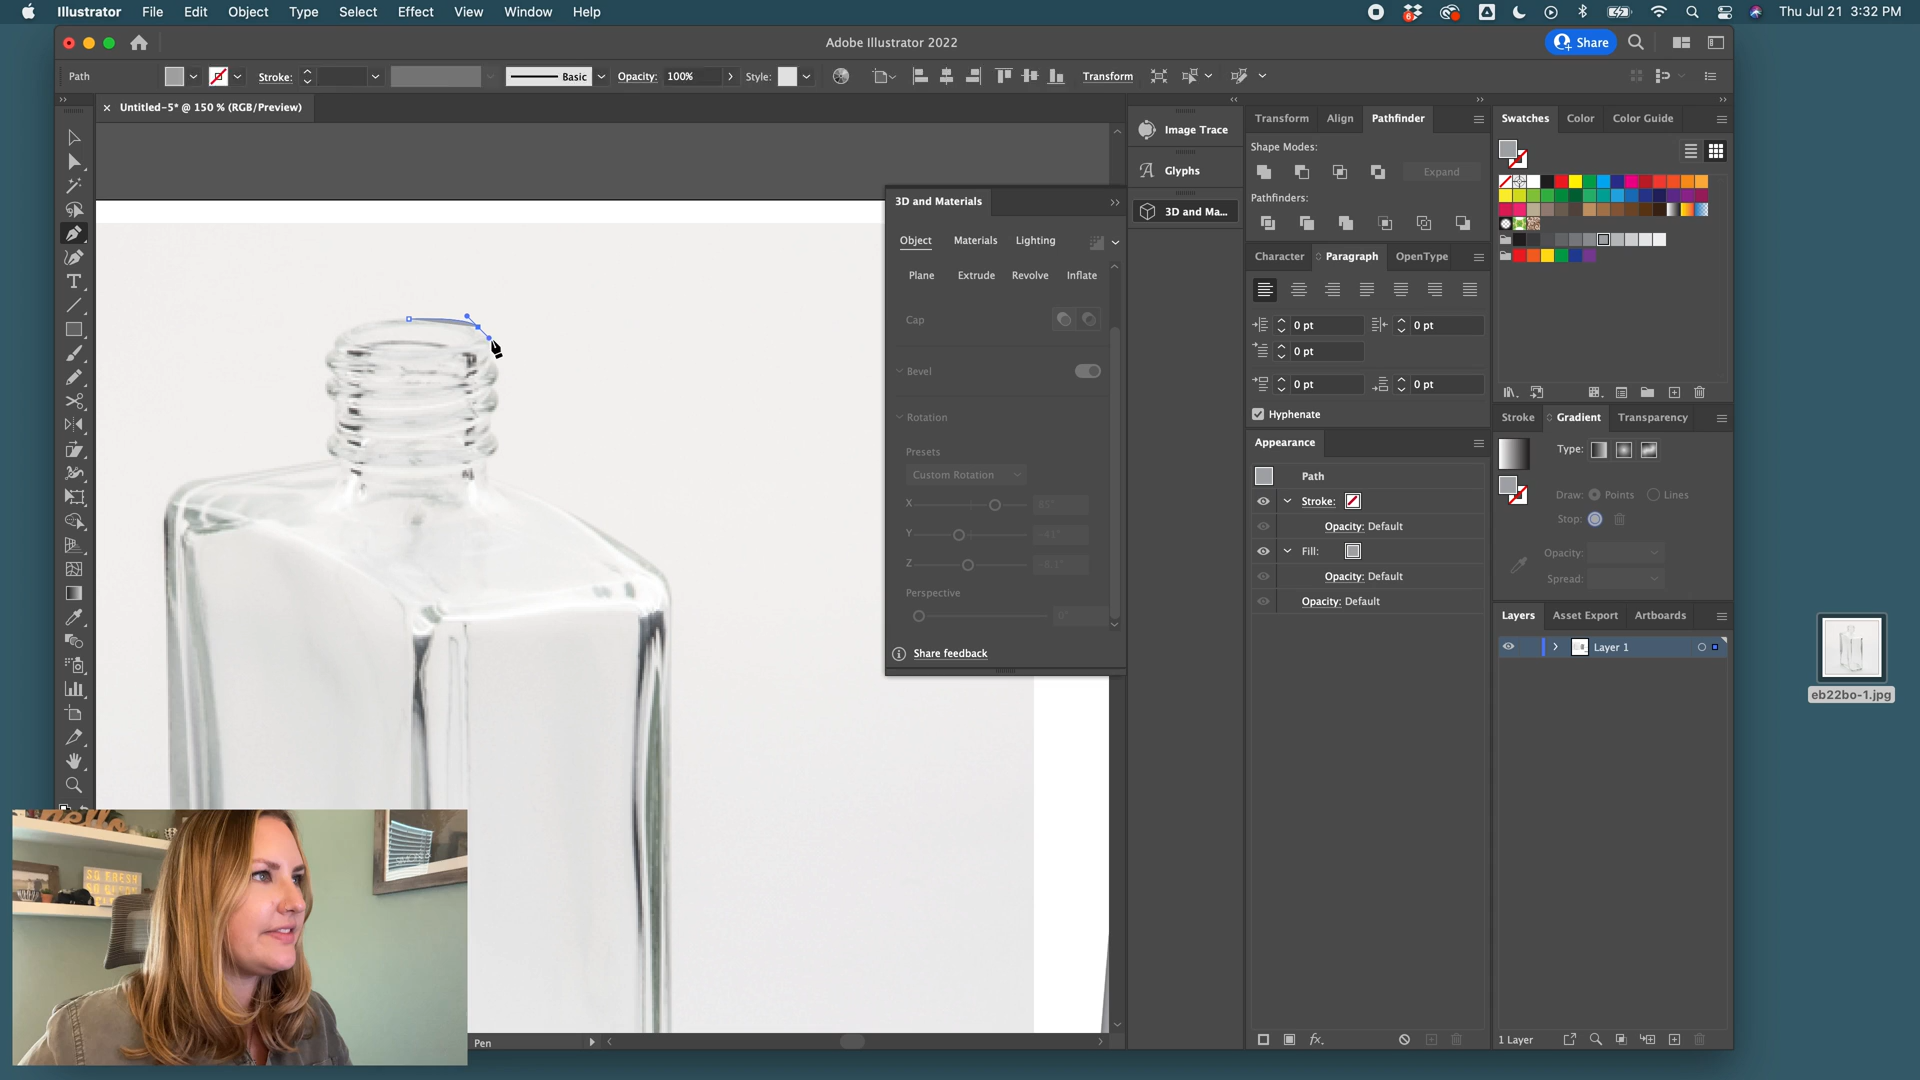 Illustrator File Edit Object Type Select Effect View Window Help
6
Thu Jul 21 3:32 PM
Adobe Illustrator 2022
Share
Path
Stroke:
Basic
Opacity: 100%
Style:
Transform
× Untitled-5* @ 150 % (RGB/Preview)
Image Trace
Glyphs
3D and Ma...
3D and Materials
Object Materials Lighting
Plane Extrude Revolve Inflate
Cap
Bevel
Rotation
Presets
Custom Rotation
X
Y
Z
Perspective
Share feedback
Transform Align Pathfinder
Shape Modes:
Expand
Pathfinders:
Character Paragraph OpenType
0 pt 0 pt
0 pt
0 pt 0 pt
Hyphenate
Appearance
Path
Stroke:
Opacity: Default
Fill:
Opacity: Default
Opacity: Default
fx.
Swatches Color Color Guide
Stroke Gradient Transparency
Type:
Draw: Points Lines
Stop:
Opacity:
Spread:
Layers Asset Export Artboards
Layer 1
1 Layer
eb22bo-1.jpg
hello
SO FRESH
Pen